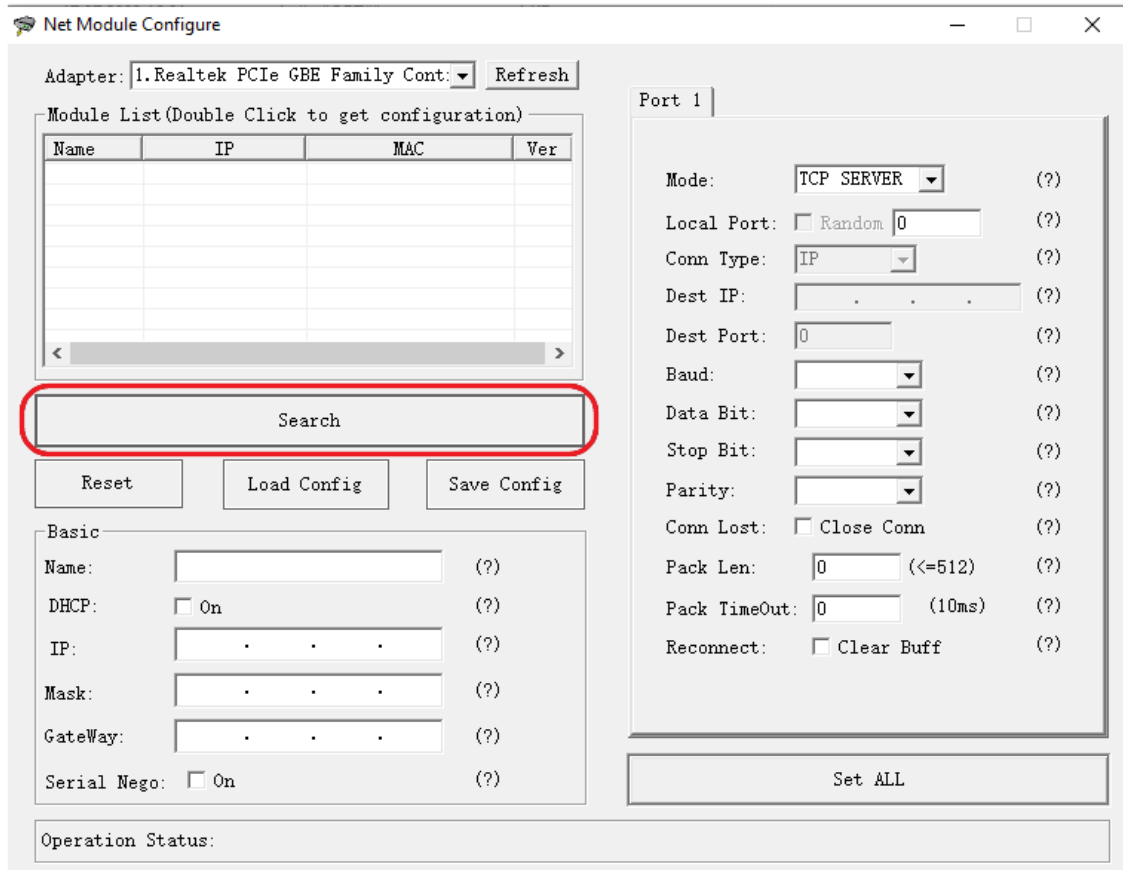 Net Module Configure
Adapter: 1.Realtek PCIe GBE Family Cont: Refresh
Module List(Double Click to get configuration)
Name IP MAC Ver
Search
Reset Load Config Save Config
Basic
Name: (?)
DHCP: On (?)
IP: . . . (?)
Mask: . . . (?)
GateWay: . . . (?)
Serial Nego: On (?)
Port 1
Mode: TCP SERVER (?)
Local Port: Random 0 (?)
Conn Type: IP (?)
Dest IP: . . . (?)
Dest Port: 0 (?)
Baud: (?)
Data Bit: (?)
Stop Bit: (?)
Parity: (?)
Conn Lost: Close Conn (?)
Pack Len: 0 (<=512) (?)
Pack TimeOut: 0 (10ms) (?)
Reconnect: Clear Buff (?)
Set ALL
Operation Status: